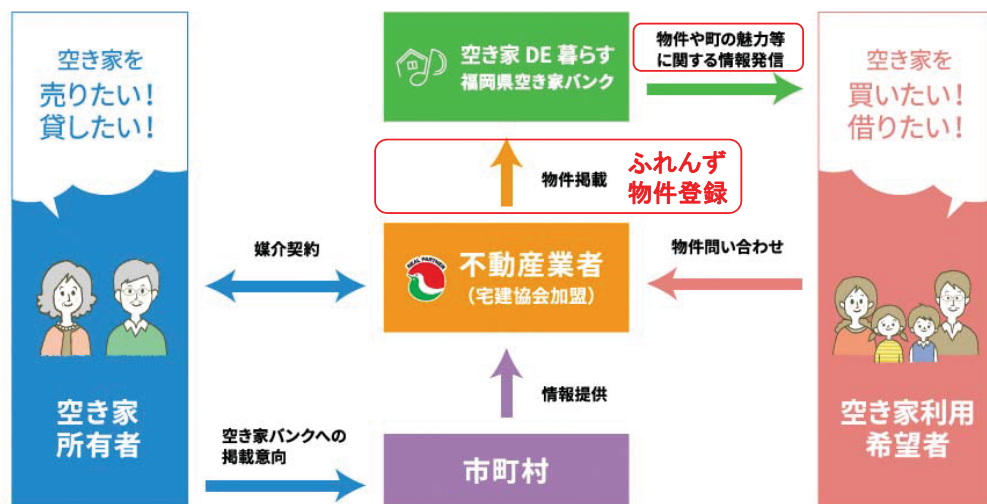 空き家を
売りたい！
貸したい！
空き家
所有者
空き家 DE 暮らす
福岡県空き家バンク
物件や町の魅力等
に関する情報発信
物件掲載
ふれんず
物件登録
媒介契約
REAL PARTNER
不動産業者
（宅建協会加盟）
物件問い合わせ
情報提供
空き家バンクへの
掲載意向
市町村
空き家を
買いたい！
借りたい！
空き家利用
希望者